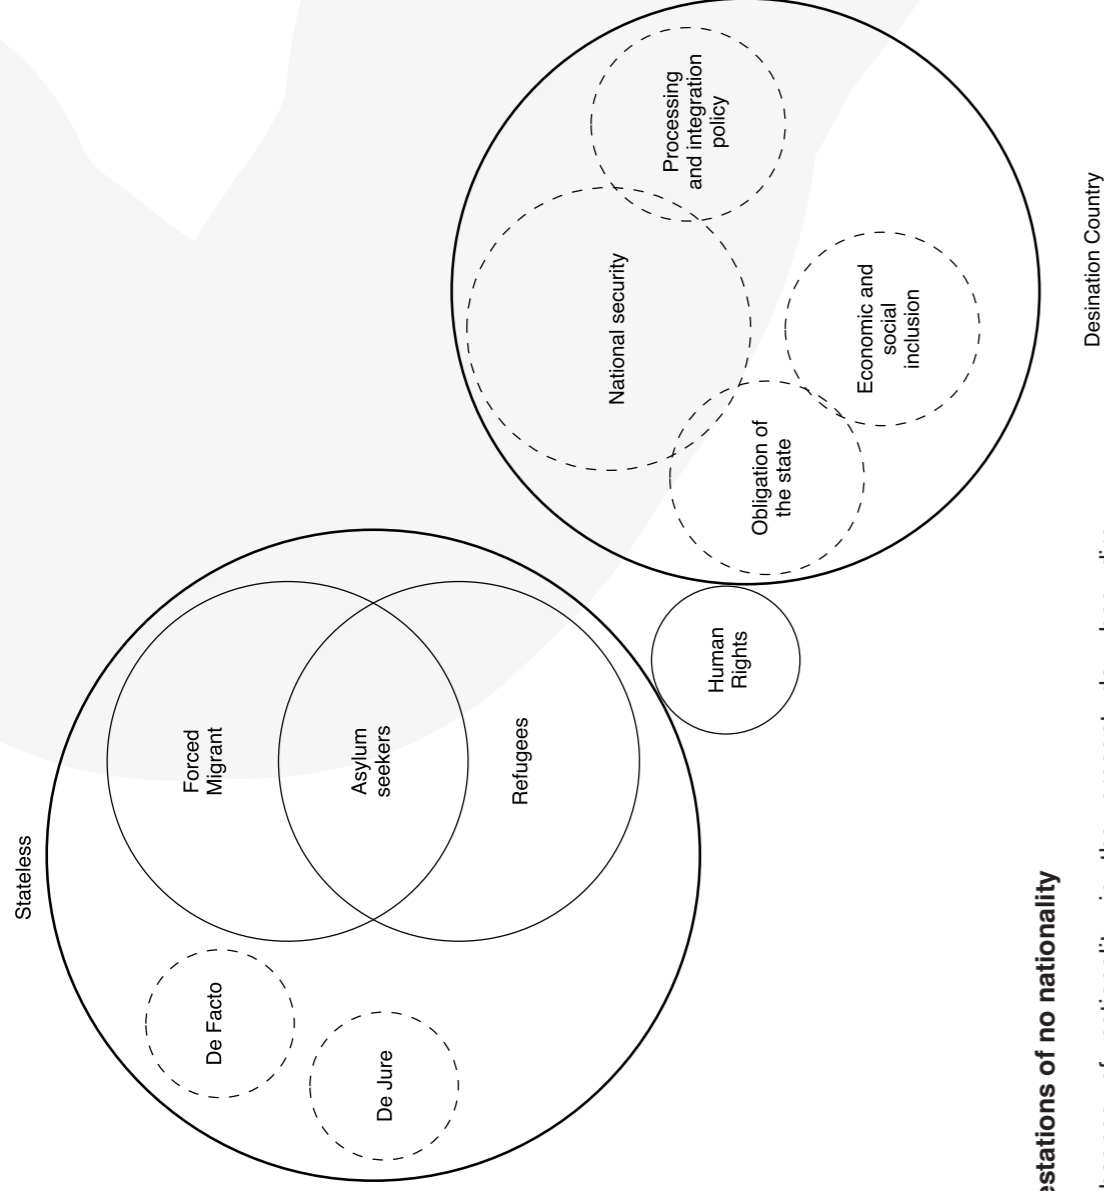 Stateless
Forced
Migrant
Asylum
seekers
Refugees
De Facto
De Jure
Human
Rights
National security
Processing
and integration
policy
Obligation of
the state
Economic and
social
inclusion
Desination Country
estations of no nationality